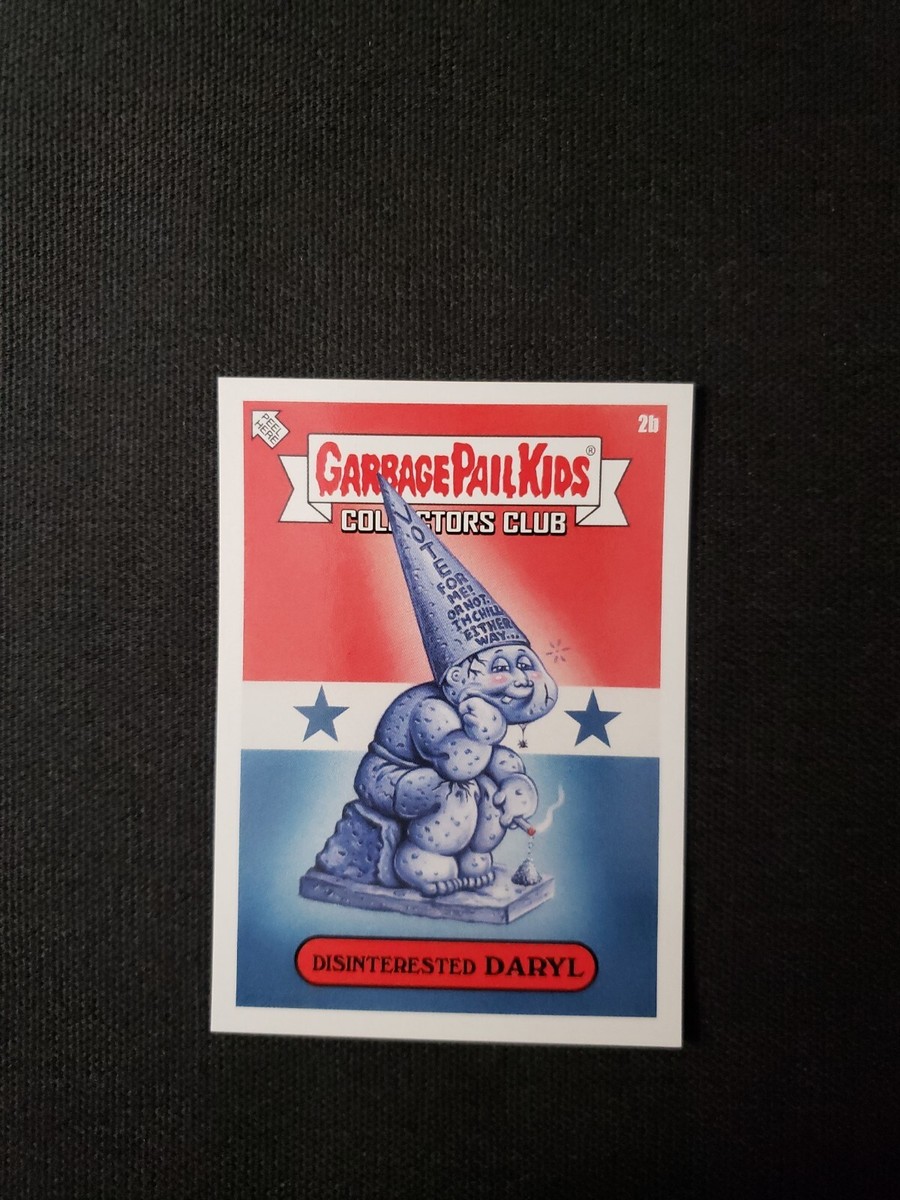 PEEL
HERE
2b
GARBAGE PAIL KIDS®
COLLECTORS CLUB
VOTE
FOR
ME!
OR NOT.
I'M CHILL
EITHER
WAY...
DISINTERESTED DARYL